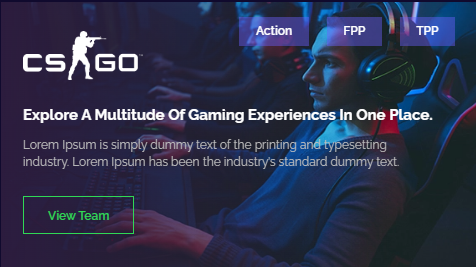 Action
FPP
TPP
CS GO
Explore A Multitude Of Gaming Experiences In One Place.
Lorem Ipsum is simply dummy text of the printing and typesetting
industry. Lorem Ipsum has been the industry's standard dummy text.
View Team